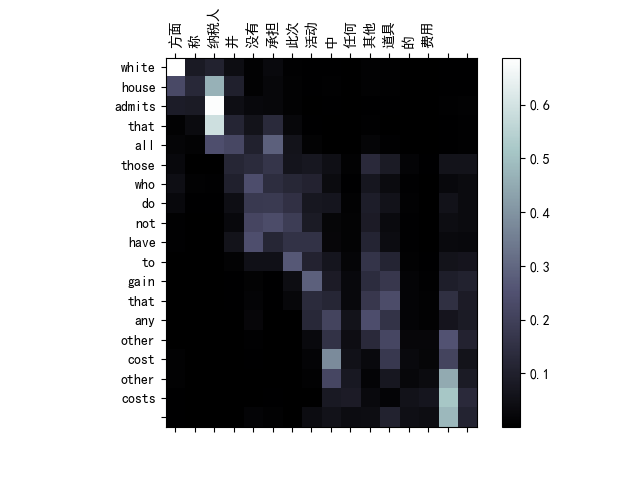 方面 称 纳税人 并 没有 承担 此次 活动 中 任何 其他 道具 的 费用
white
house
admits
that
all
those
who
do
not
have
to
gain
that
any
other
cost
other
costs
0.6
0.5
0.4
0.3
0.2
0.1